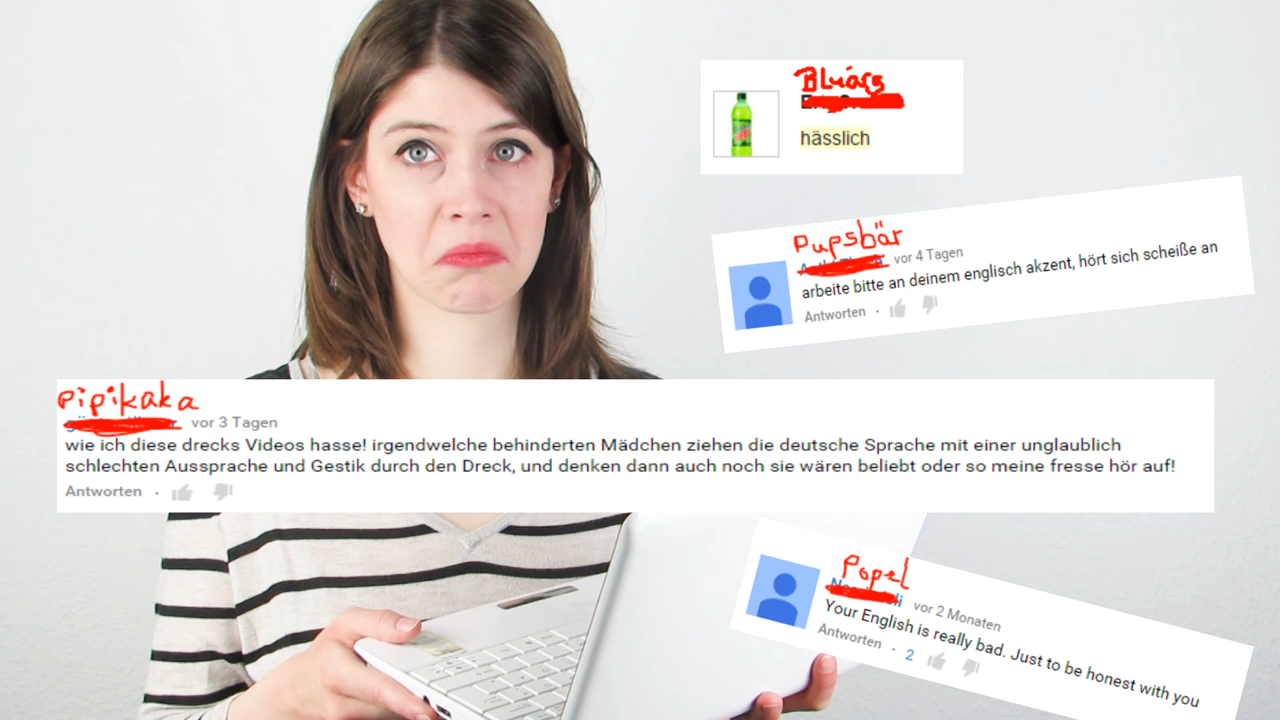 Bluárg
hässlich
Pupsbär
vor 4 Tagen
arbeite bitte an deinem englisch akzent, hört sich scheiße an
Antworten ·
pipikaka
vor 3 Tagen
wie ich diese drecks Videos hasse! irgendwelche behinderten Mädchen ziehen die deutsche Sprache mit einer unglaublich
schlechten Aussprache und Gestik durch den Dreck, und denken dann auch noch sie wären beliebt oder so meine fresse hör auf!
Antworten ·
Popel
vor 2 Monaten
Your English is really bad. Just to be honest with you
Antworten · 2